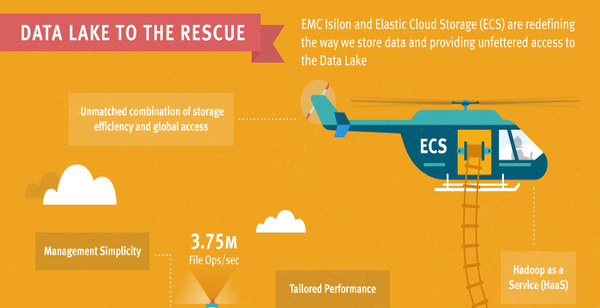 DATA LAKE TO THE RESCUE
EMC Isilon and Elastic Cloud Storage (ECS) are redefining
the way we store data and providing unfettered access to
the Data Lake
Unmatched combination of storage
efficiency and global access
ECS
Management Simplicity
3.75M
File Ops/sec
Tailored Performance
Hadoop as a
Service (HaaS)